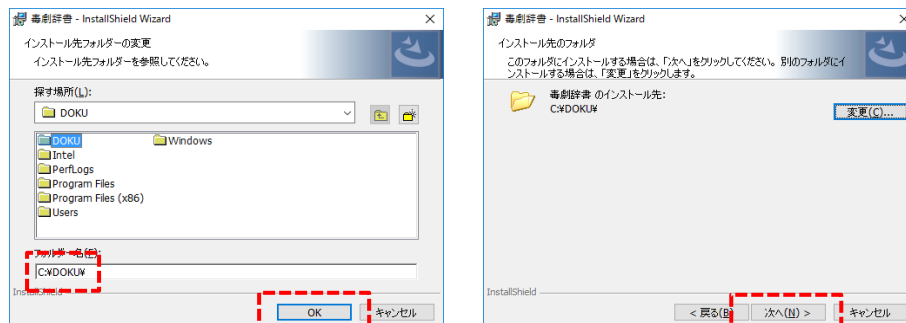 毒劇辞書 - InstallShield Wizard
インストール先フォルダーの変更
インストール先フォルダーを参照してください。
探す場所(L):
DOKU
DOKU
Windows
Intel
PerfLogs
Program Files
Program Files (x86)
Users
フォルダー名(F):
C:¥DOKU¥
InstallShield
OK
キャンセル
毒劇辞書 - InstallShield Wizard
インストール先のフォルダ
このフォルダにインストールする場合は、「次へ」をクリックしてください。別のフォルダにイ
ンストールする場合は、「変更」をクリックします。
毒劇辞書 のインストール先:
C:¥DOKU¥
変更(C)...
InstallShield
< 戻る(B)
次へ(N) >
キャンセル